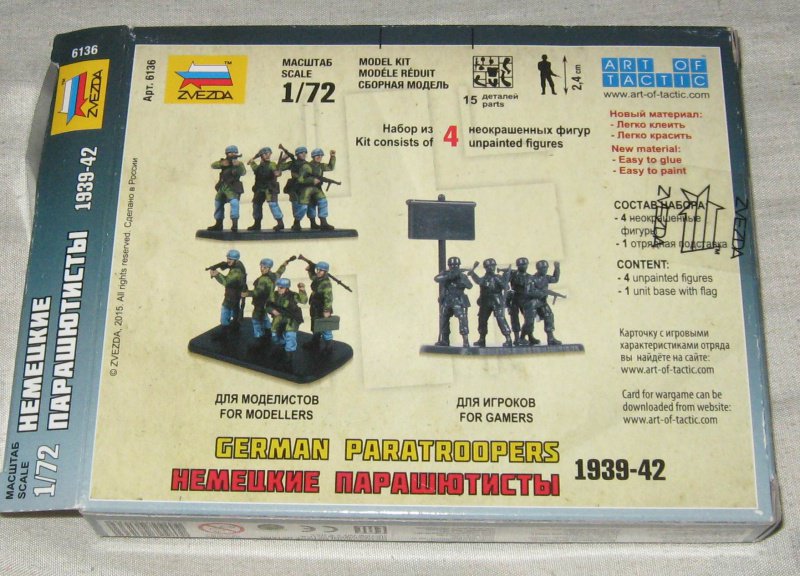 6136
ZVEZDA
НЕМЕЦКИЕ
ПАРАШЮТИСТЫ 1939-42
МАСШТАБ
SCALE
1/72
Арт. 6136
© ZVEZDA, 2015. All rights reserved. Сделано в России
ZVEZDA
МАСШТАБ
SCALE
1/72
MODEL KIT
MODÈLE RÉDUIT
СБОРНАЯ МОДЕЛЬ
15 деталей
parts
2,4 cm
ART OF
TACTIC
www.art-of-tactic.com
Набор из 4 неокрашенных фигур
Kit consists of unpainted figures
Новый материал:
- Легко клеить
- Легко красить
New material:
- Easy to glue
- Easy to paint
СОСТАВ НАБОРА
- 4 неокрашенные
фигуры
- 1 отрядная подставка
ZVEZDA
ZVEZDA
CONTENT:
- 4 unpainted figures
- 1 unit base with flag
Карточку с игровыми
характеристиками отряда
вы найдёте на сайте:
www.art-of-tactic.com
Card for wargame can be
downloaded from website:
www.art-of-tactic.com
ДЛЯ МОДЕЛИСТОВ
FOR MODELLERS
ДЛЯ ИГРОКОВ
FOR GAMERS
GERMAN PARATROOPERS
НЕМЕЦКИЕ ПАРАШЮТИСТЫ
1939-42